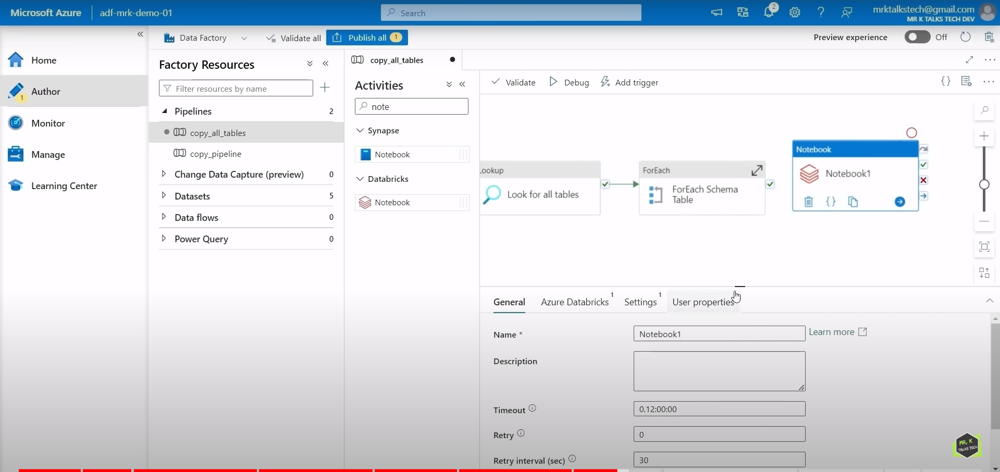 Microsoft Azure
adf-mrk-demo-01
Search
2
mrktalkstech@gmail.com
MR K TALKS TECH DEV
Home
Author
1
Monitor
Manage
Learning Center
Data Factory
Validate all
Publish all 1
Preview experience
Off
Factory Resources
Filter resources by name
Pipelines 2
copy_all_tables
copy_pipeline
Change Data Capture (preview) 0
Datasets 5
Data flows 0
Power Query 0
copy_all_tables
Activities
note
Synapse
Notebook
Databricks
Notebook
Validate
Debug
Add trigger
ookup
Look for all tables
ForEach
ForEach Schema
Table
Notebook
Notebook1
General
Azure Databricks 1
Settings 1
User properties
Name *
Notebook1
Learn more
Description
Timeout
0.12:00:00
Retry
0
Retry interval (sec)
30
MR. K
TALKS TECH